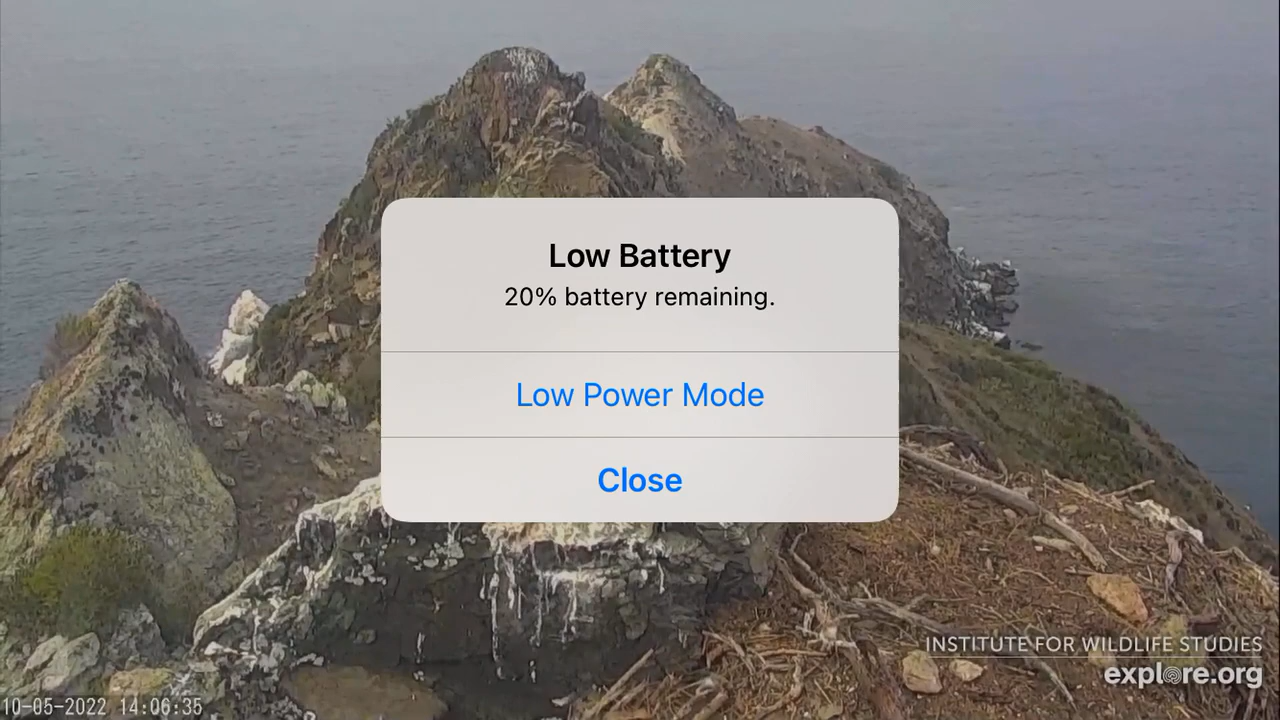 Low Battery
20% battery remaining.
Low Power Mode
Close
INSTITUTE FOR WILDLIFE STUDIES
explore.org
10-05-2022 14:06:35